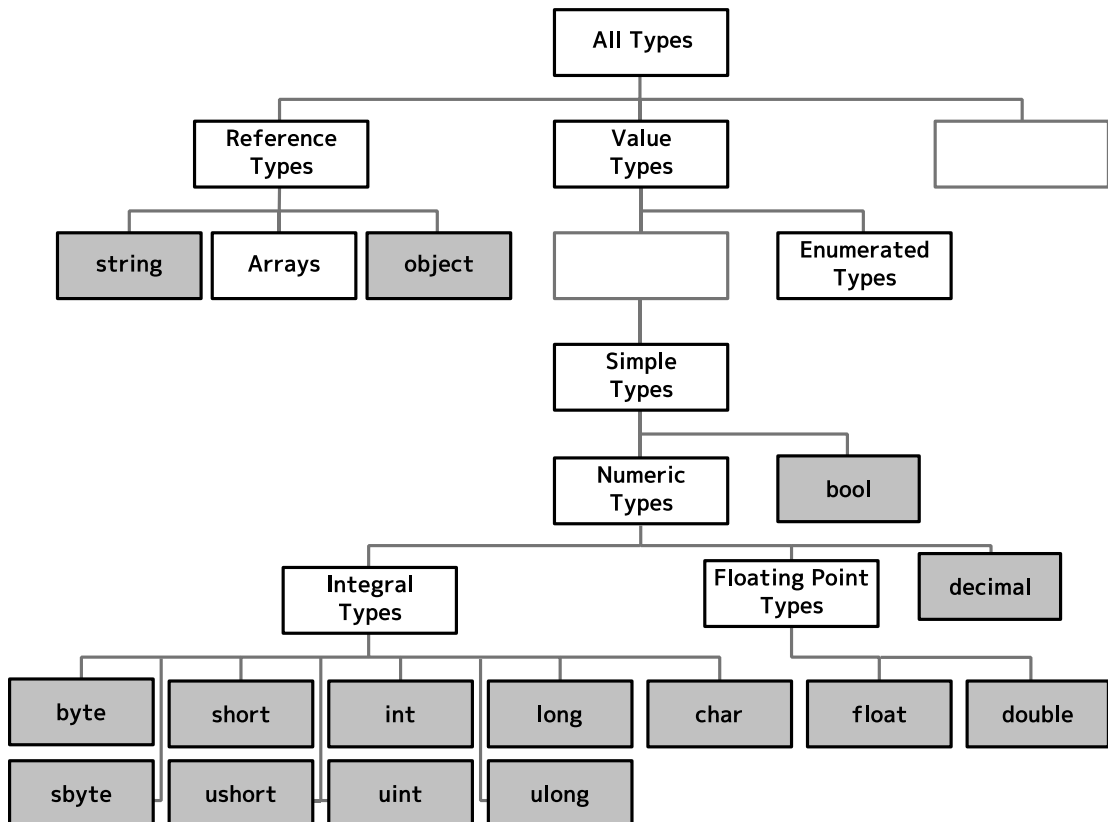 All Types
Reference
Types
Value
Types
string
Arrays
object
Enumerated
Types
Simple
Types
Numeric
Types
bool
Integral
Types
Floating Point
Types
decimal
byte
short
int
long
char
float
double
sbyte
ushort
uint
ulong